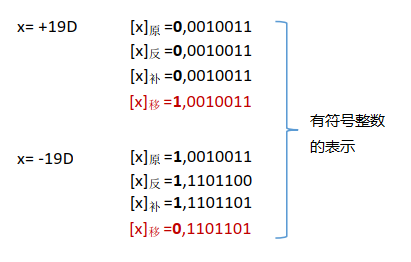 x= +19D
[x]原 =0,0010011
[x]反 =0,0010011
[x]补 =0,0010011
[x]移 =1,0010011
有符号整数
的表示
x= -19D
[x]原 =1,0010011
[x]反 =1,1101100
[x]补 =1,1101101
[x]移 =0,1101101